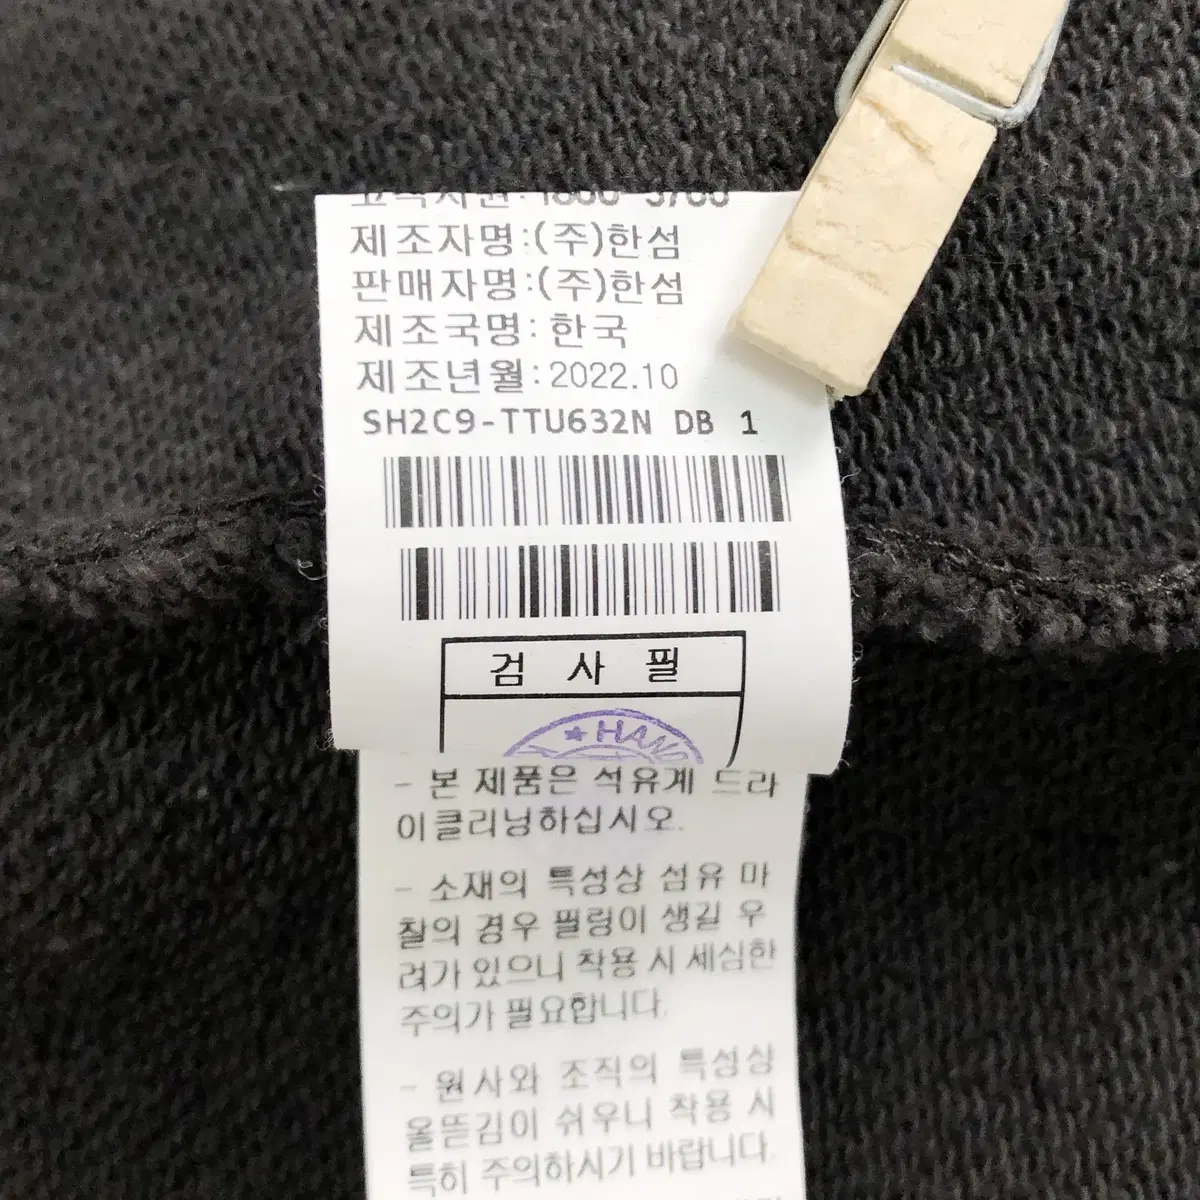 제조자명:(주)한섬
판매자명:(주)한섬
제조국명:한국
제조년월:2022.10
SH2C9-TTU632N DB 1
검 사 필
★HAND
- 본 제품은 석유계 드라
이클리닝하십시오.
- 소재의 특성상 섬유 마
찰의 경우 필링이 생길 우
려가 있으니 착용 시 세심한
주의가 필요합니다.
- 원사와 조직의 특성상
올뜯김이 쉬우니 착용 시
특히 주의하시기 바랍니다.